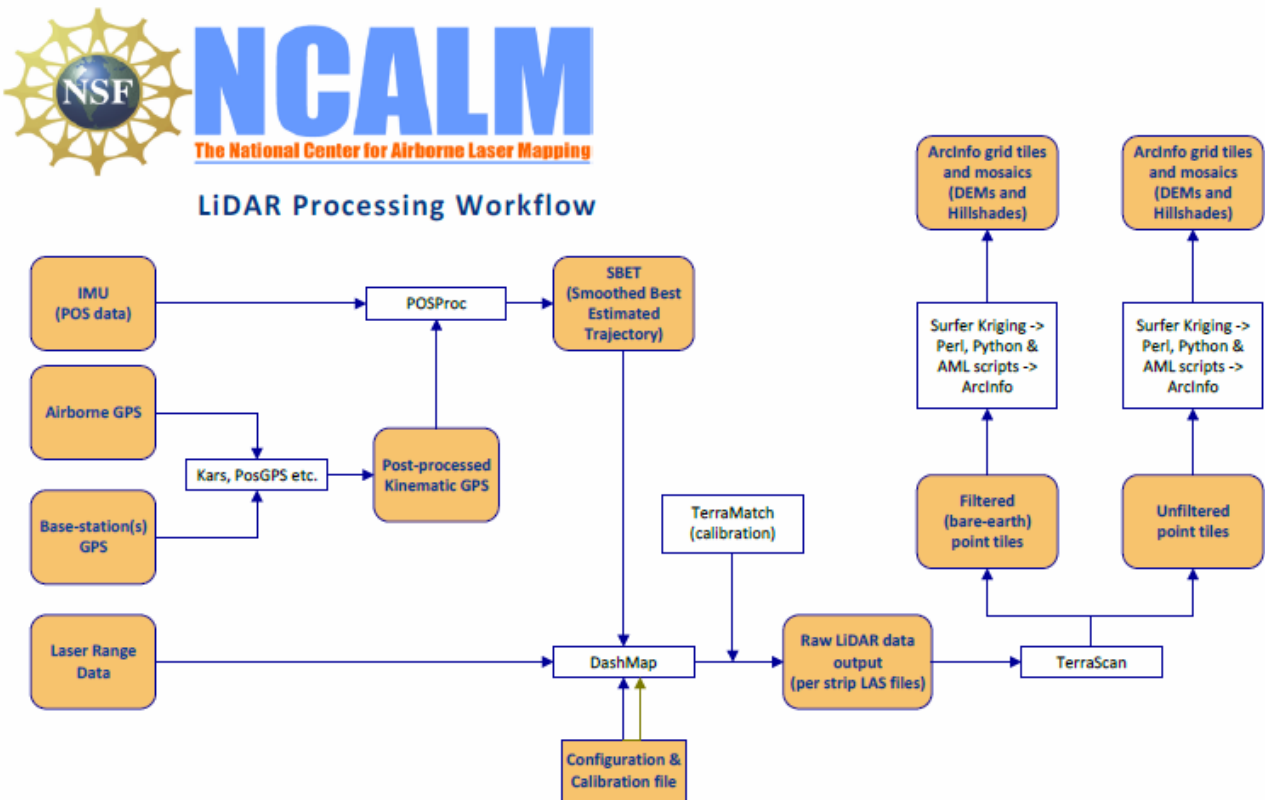 NSF
NCALM
The National Center for Airborne Laser Mapping
LiDAR Processing Workflow
ArcInfo grid tiles
and mosaics
(DEMs and
Hillshades)
ArcInfo grid tiles
and mosaics
(DEMs and
Hillshades)
IMU
(POS data)
POSProc
SBET
(Smoothed Best
Estimated
Trajectory)
Surfer Kriging ->
Perl, Python &
AML scripts ->
ArcInfo
Surfer Kriging ->
Perl, Python &
AML scripts ->
ArcInfo
Airborne GPS
Kars, PosGPS etc.
Post-processed
Kinematic GPS
Base-station(s)
GPS
TerraMatch
(calibration)
Filtered
(bare-earth)
point tiles
Unfiltered
point tiles
Laser Range
Data
DashMap
Raw LiDAR data
output
(per strip LAS files)
TerraScan
Configuration &
Calibration file